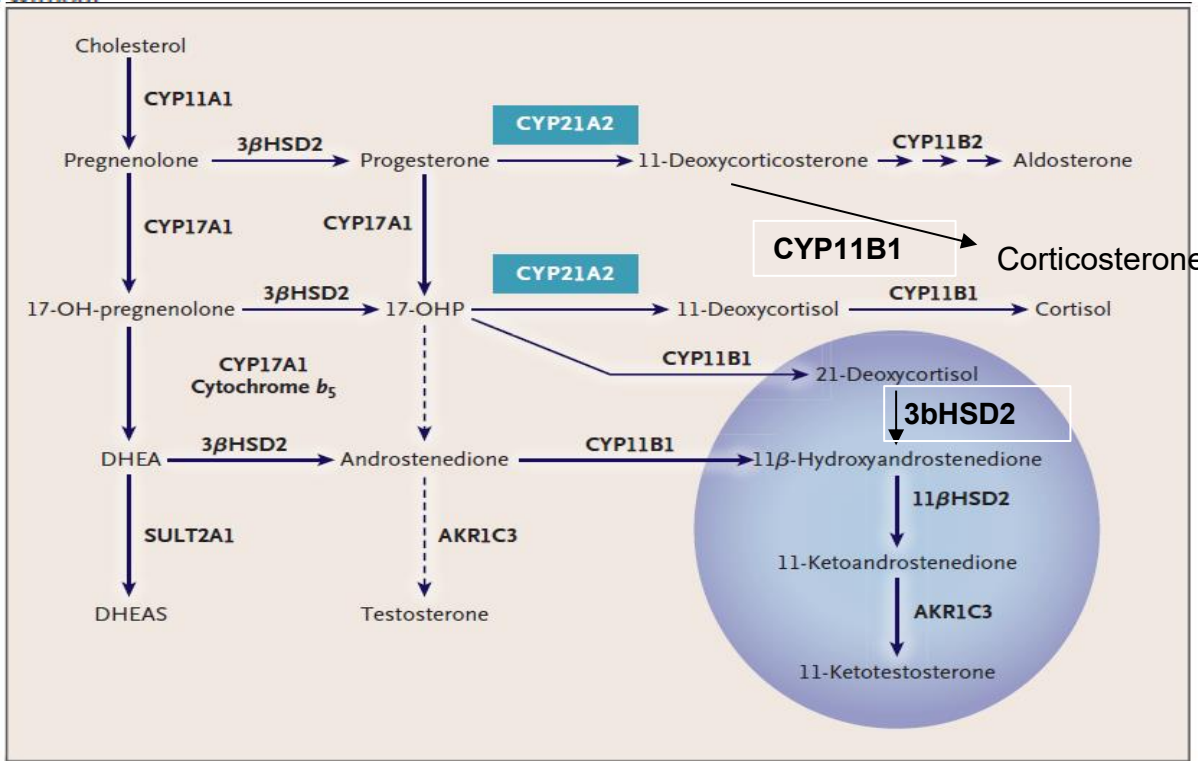 Cholesterol
CYP11A1
CYP21A2
3βHSD2
CYP11B2
Pregnenolone
Progesterone
11-Deoxycorticosterone
Aldosterone
CYP17A1
CYP17A1
CYP11B1
Corticosterone
CYP21A2
3βHSD2
CYP11B1
17-OH-pregnenolone
17-OHP
11-Deoxycortisol
Cortisol
CYP17A1
Cytochrome b5
CYP11B1
21-Deoxycortisol
3bHSD2
3βHSD2
CYP11B1
DHEA
Androstenedione
11β-Hydroxyandrostenedione
11βHSD2
SULT2A1
AKR1C3
11-Ketoandrostenedione
DHEAS
Testosterone
AKR1C3
11-Ketotestosterone